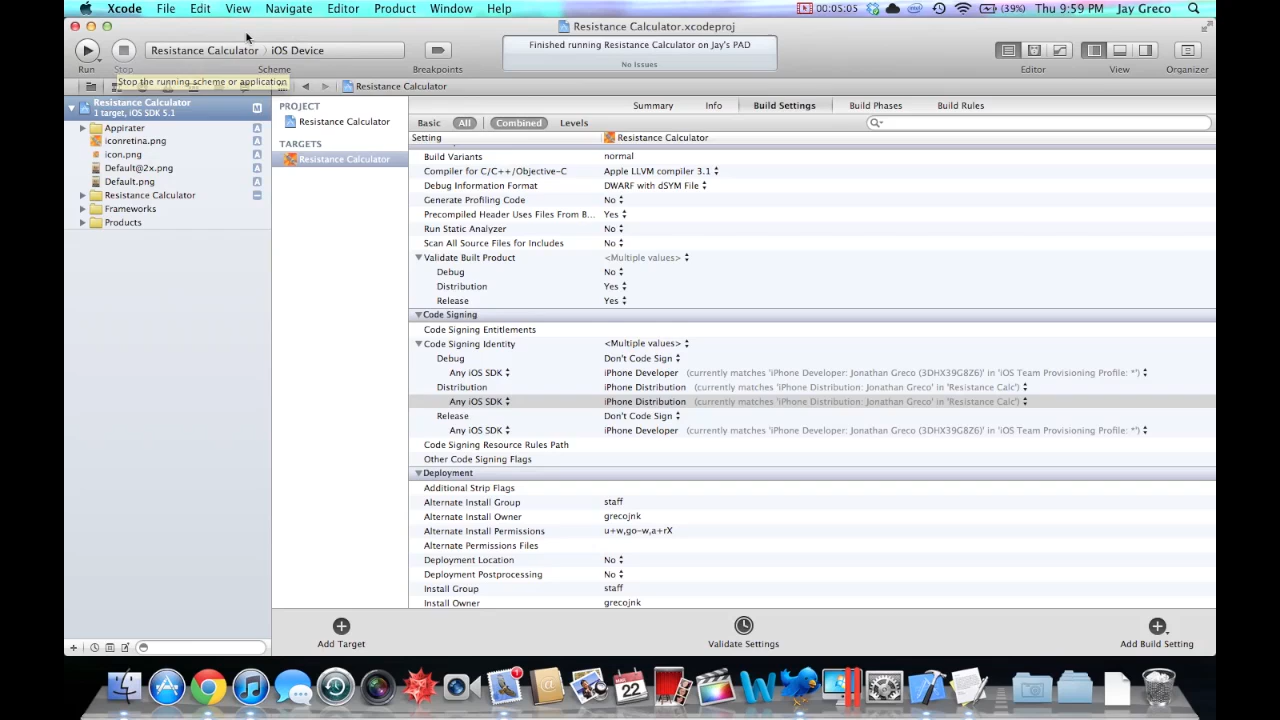 Xcode File Edit View Navigate Editor Product Window Help 00:05:05 (39%) Thu 9:59 PM Jay Greco
Resistance Calculator.xcodeproj
Resistance Calculator iOS Device
Finished running Resistance Calculator on Jay's PAD
No Issues
Run Stop Scheme Breakpoints Editor View Organizer
Stop the running scheme or application
Resistance Calculator
Resistance Calculator
1 target, iOS SDK 5.1
M
PROJECT
Summary Info Build Settings Build Phases Build Rules
Resistance Calculator
Basic All Combined Levels
Appirater A
iconretina.png A
icon.png A
Default@2x.png A
Default.png A
Resistance Calculator
Frameworks
Products
TARGETS
Resistance Calculator
Setting Resistance Calculator
Build Variants normal
Compiler for C/C++/Objective-C Apple LLVM compiler 3.1
Debug Information Format DWARF with dSYM File
Generate Profiling Code No
Precompiled Header Uses Files From B... Yes
Run Static Analyzer No
Scan All Source Files for Includes No
Validate Built Product <Multiple values>
Debug No
Distribution Yes
Release Yes
Code Signing
Code Signing Entitlements
Code Signing Identity <Multiple values>
Debug Don't Code Sign
Any iOS SDK iPhone Developer (currently matches 'iPhone Developer: Jonathan Greco (3DHX39G8Z6)' in 'iOS Team Provisioning Profile: *')
Distribution iPhone Distribution (currently matches 'iPhone Distribution: Jonathan Greco' in 'Resistance Calc')
Any iOS SDK iPhone Distribution (currently matches 'iPhone Distribution: Jonathan Greco' in 'Resistance Calc')
Release Don't Code Sign
Any iOS SDK iPhone Developer (currently matches 'iPhone Developer: Jonathan Greco (3DHX39G8Z6)' in 'iOS Team Provisioning Profile: *')
Code Signing Resource Rules Path
Other Code Signing Flags
Deployment
Additional Strip Flags
Alternate Install Group staff
Alternate Install Owner grecojnk
Alternate Install Permissions u+w,go-w,a+rX
Alternate Permissions Files
Deployment Location No
Deployment Postprocessing No
Install Group staff
Install Owner grecojnk
Add Target Validate Settings Add Build Setting
1
22